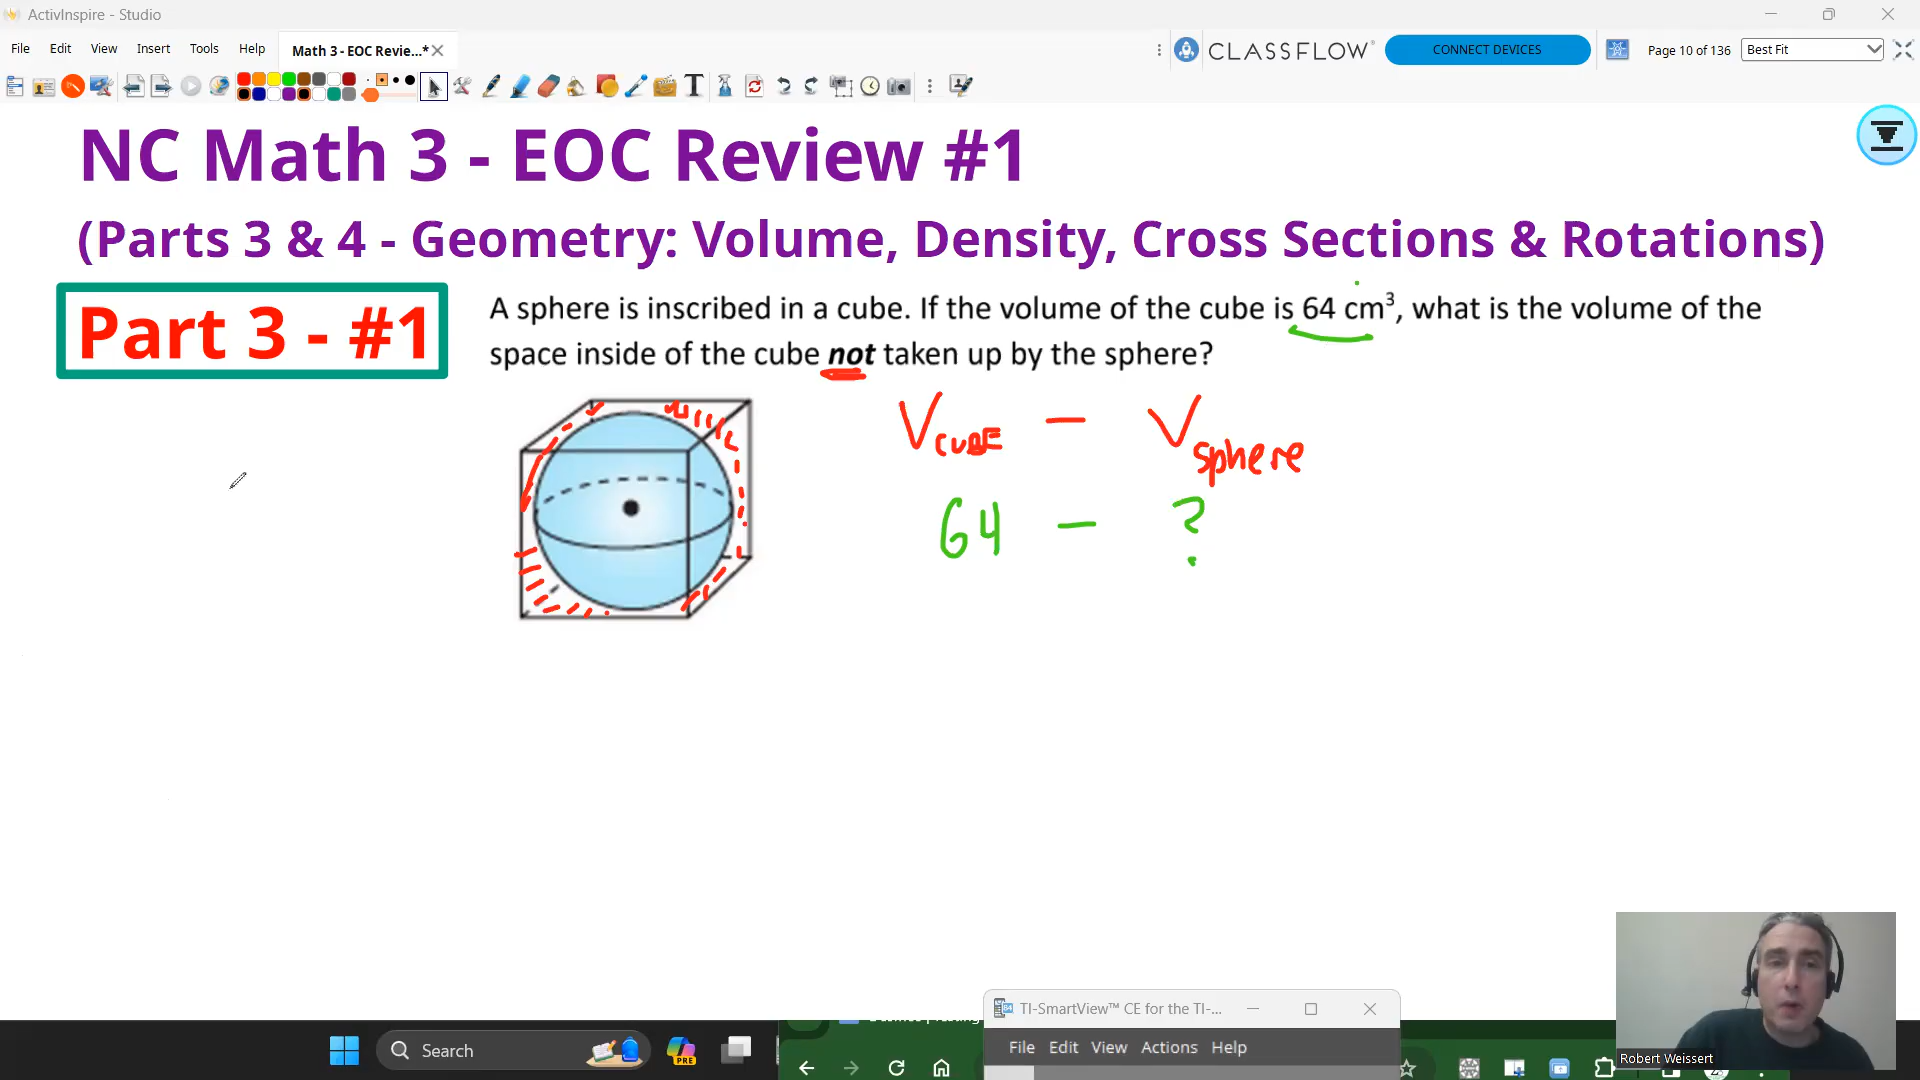 ActivInspire - Studio
File Edit View Insert Tools Help Math 3 - EOC Revie...* CLASSFLOW CONNECT DEVICES Page 10 of 136 Best Fit
NC Math 3 - EOC Review #1
(Parts 3 & 4 - Geometry: Volume, Density, Cross Sections & Rotations)
Part 3 - #1
A sphere is inscribed in a cube. If the volume of the cube is 64 cm³, what is the volume of the
space inside of the cube not taken up by the sphere?
V CUBE - V sphere
64 - ?
TI-SmartView™ CE for the TI-...
File Edit View Actions Help
Search
PRE
Robert Weissert